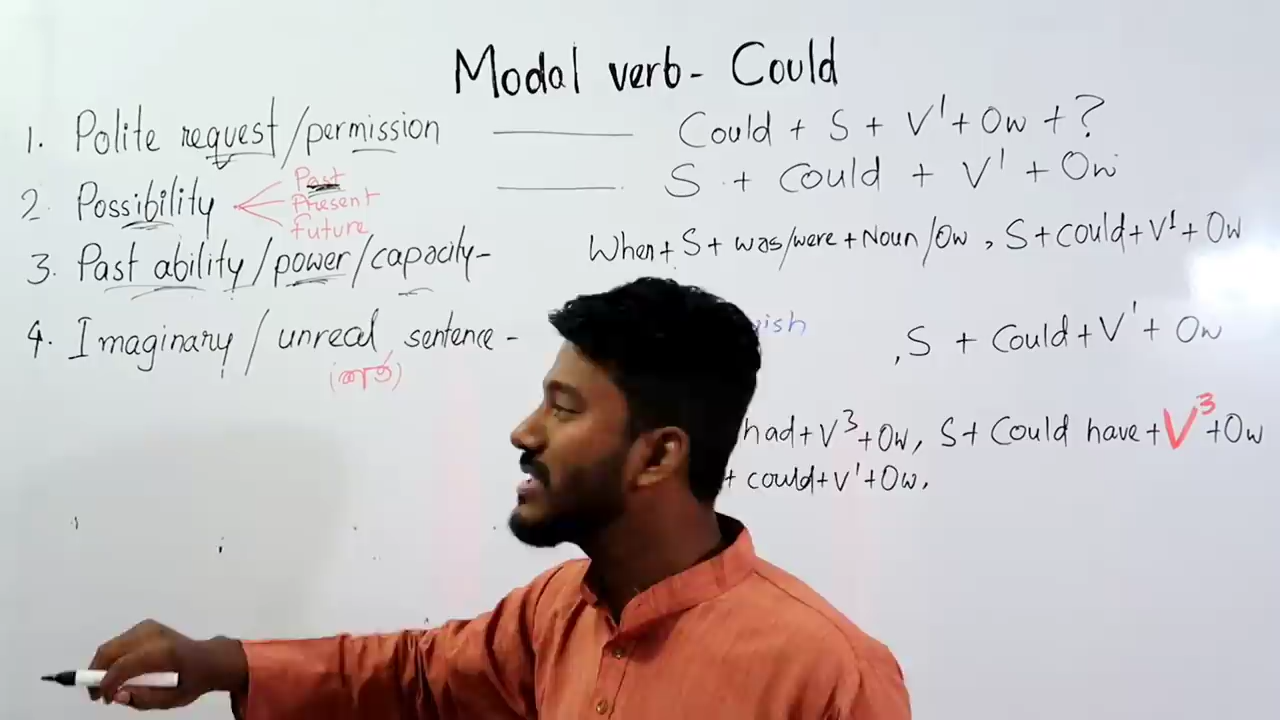 Modal verb- Could
1. Polite request/permission ——— Could + S + V¹ + Ow + ?
2. Possibility Past ——— S + Could + V¹ + Ow
Present
Future
3. Past ability/power/capacity- When + S + was/were + Noun/Ow, S + could + V¹ + Ow
4. Imaginary / unreal sentence- , S + Could + V¹ + Ow
had + V³ + Ow, S + Could have + V³ + Ow
+ could + V¹ + Ow.